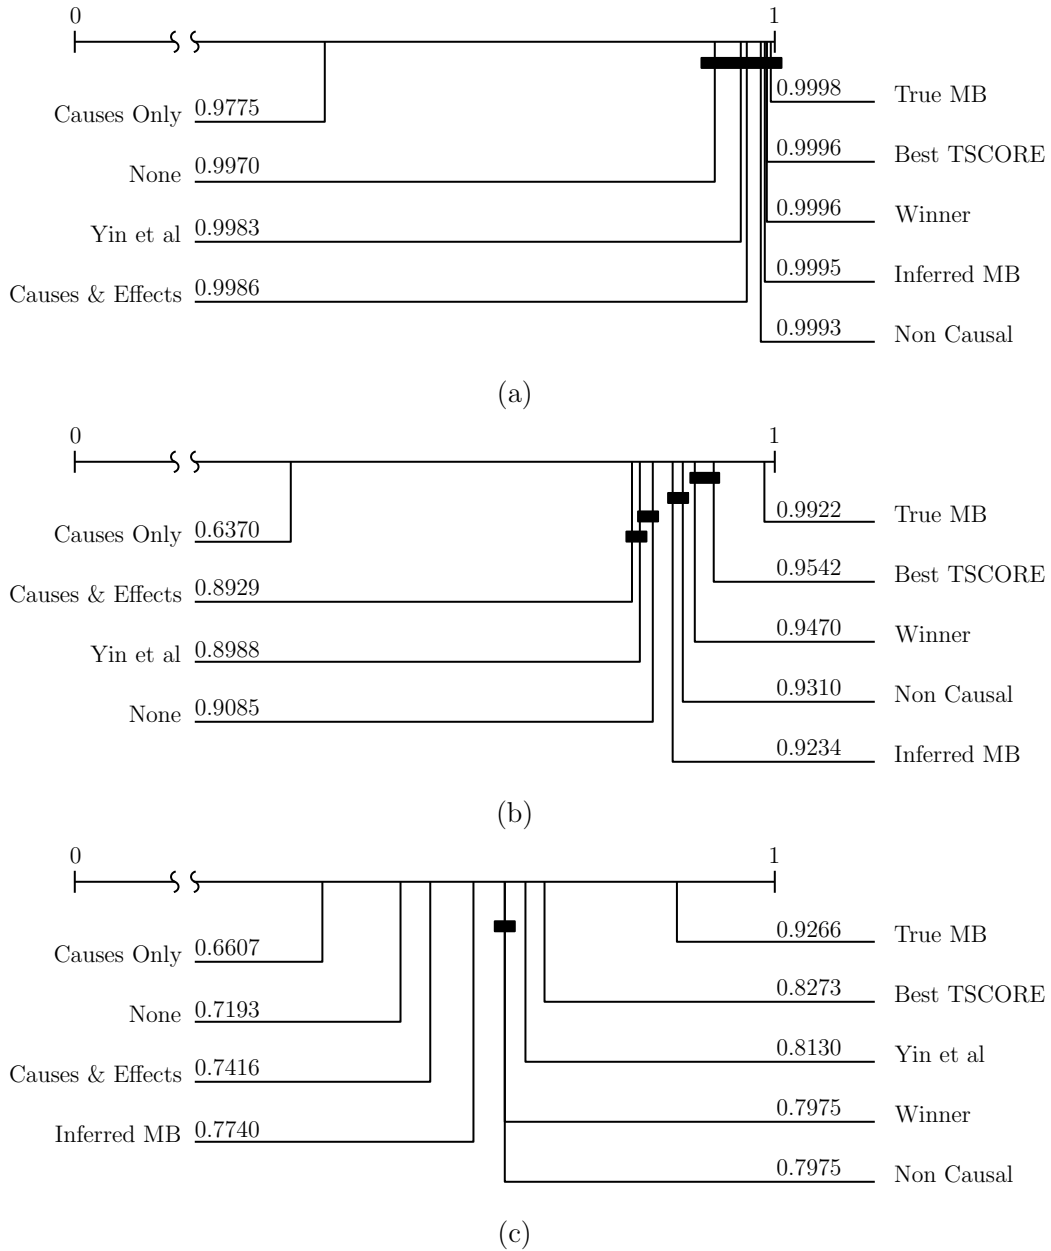 0 1
0.9998 True MB
Causes Only 0.9775
0.9996 Best TSCORE
None 0.9970
0.9996 Winner
Yin et al 0.9983
0.9995 Inferred MB
Causes & Effects 0.9986
0.9993 Non Causal
(a)
0 1
0.9922 True MB
Causes Only 0.6370
0.9542 Best TSCORE
Causes & Effects 0.8929
0.9470 Winner
Yin et al 0.8988
0.9310 Non Causal
None 0.9085
0.9234 Inferred MB
(b)
0 1
0.9266 True MB
Causes Only 0.6607
0.8273 Best TSCORE
None 0.7193
0.8130 Yin et al
Causes & Effects 0.7416
0.7975 Winner
Inferred MB 0.7740
0.7975 Non Causal
(c)